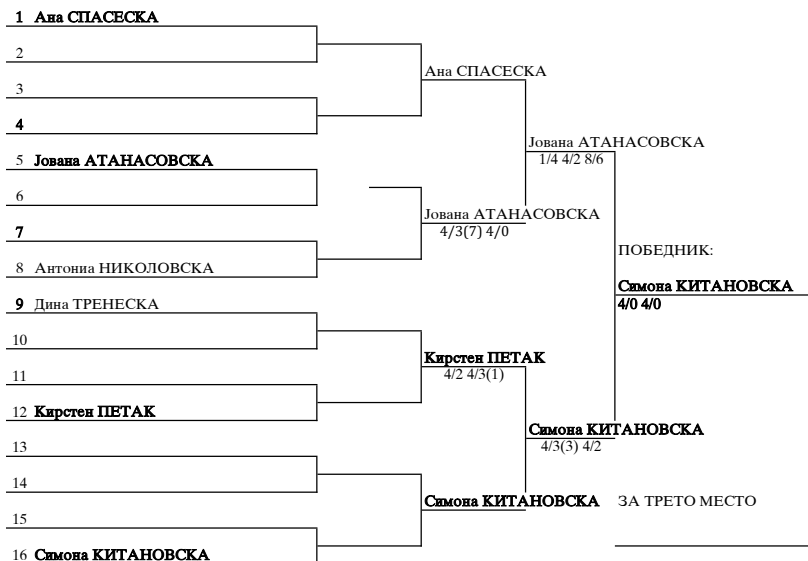 1 Ана СПАСЕСКА
2
3
4
5 Јована АТАНАСОВСКА
6
7
8 Антониа НИКОЛОВСКА
9 Дина ТРЕНЕСКА
10
11
12 Кирстен ПЕТАК
13
14
15
16 Симона КИТАНОВСКА
Ана СПАСЕСКА
Јована АТАНАСОВСКА
4/3(7) 4/0
Кирстен ПЕТАК
4/2 4/3(1)
Симона КИТАНОВСКА
Јована АТАНАСОВСКА
1/4 4/2 8/6
Симона КИТАНОВСКА
4/3(3) 4/2
ПОБЕДНИК:
Симона КИТАНОВСКА
4/0 4/0
ЗА ТРЕТО МЕСТО